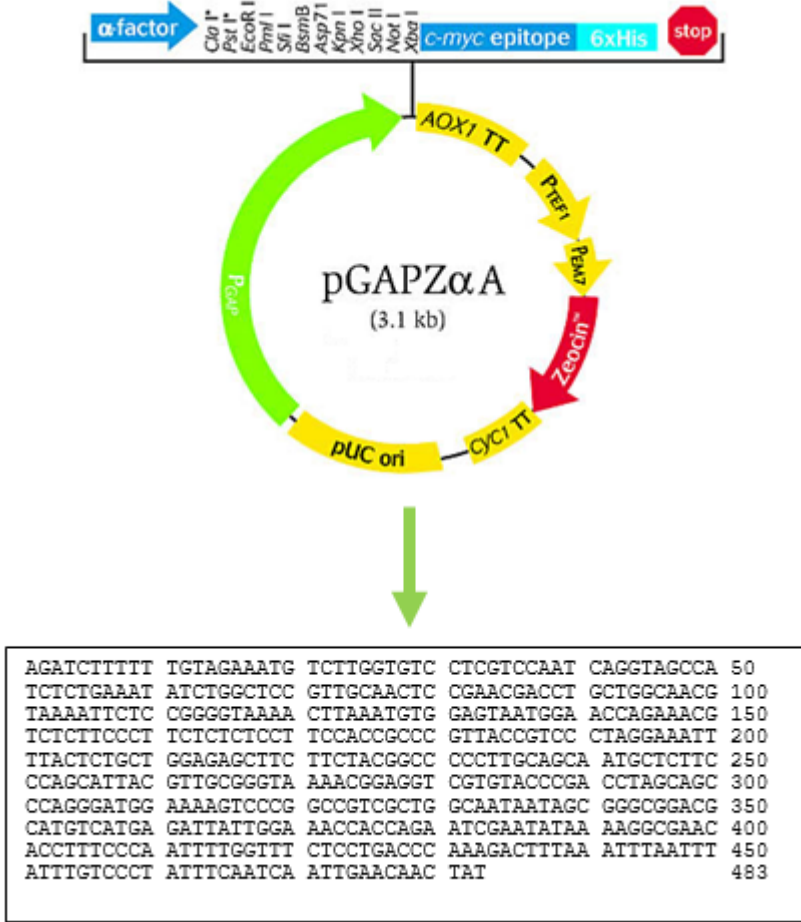 α-factor
Cla I*
Pst I*
EcoR I
Pml I
Sfi I
BsmB
Asp71
Kpn I
Xho I
Sac II
Not I
Xba I
c-myc epitope
6xHis
stop
AOX1 TT
PTEF1
PEM7
Zeocin™
CYC1 TT
pUC ori
PGAP
pGAPZα A
(3.1 kb)
AGATCTTTTT TGTAGAAATG TCTTGGTGTC CTCGTCCAAT CAGGTAGCCA 50
TCTCTGAAAT ATCTGGCTCC GTTGCAACTC CGAACGACCT GCTGGCAACG 100
TAAAATTCTC CGGGGTAAAA CTTAAATGTG GAGTAATGGA ACCAGAAACG 150
TCTCTTCCCT TCTCTCTCCT TCCACCGCCC GTTACCGTCC CTAGGAAATT 200
TTACTCTGCT GGAGAGCTTC TTCTACGGCC CCCTTGCAGCA ATGCTCTTC 250
CCAGCATTAC GTTGCGGGTA AAACGGAGGT CGTGTACCCGA CCTAGCAGC 300
CCAGGGATGG AAAAGTCCCG GCCGTCGCTG GCAATAATAGC GGGCGGACG 350
CATGTCATGA GATTATTGGA AACCACCAGA ATCGAATATAA AAGGCGAAC 400
ACCTTTCCCA ATTTTGGTTT CTCCTGACCC AAAGACTTTAA ATTTAATTT 450
ATTTGTCCCT ATTTCAATCA ATTGAACAAC TAT 483